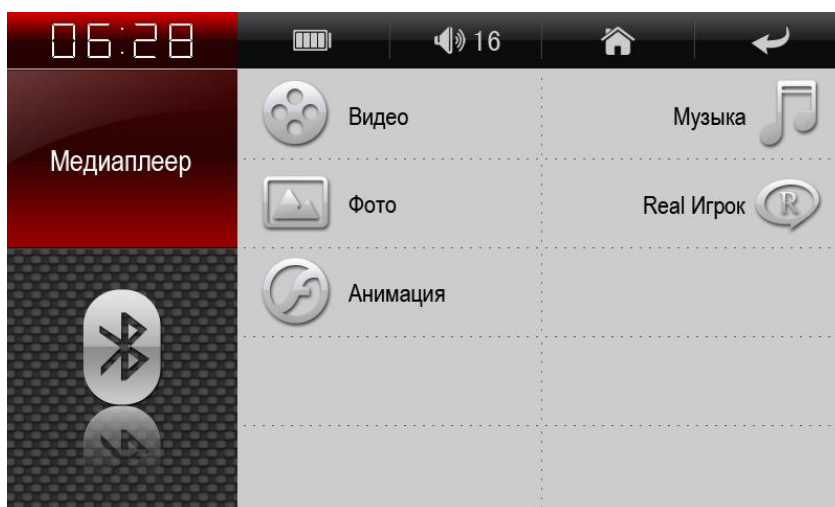 06:28
16
Медиаплеер
Видео
Музыка
Фото
Real Игрок
R
Анимация